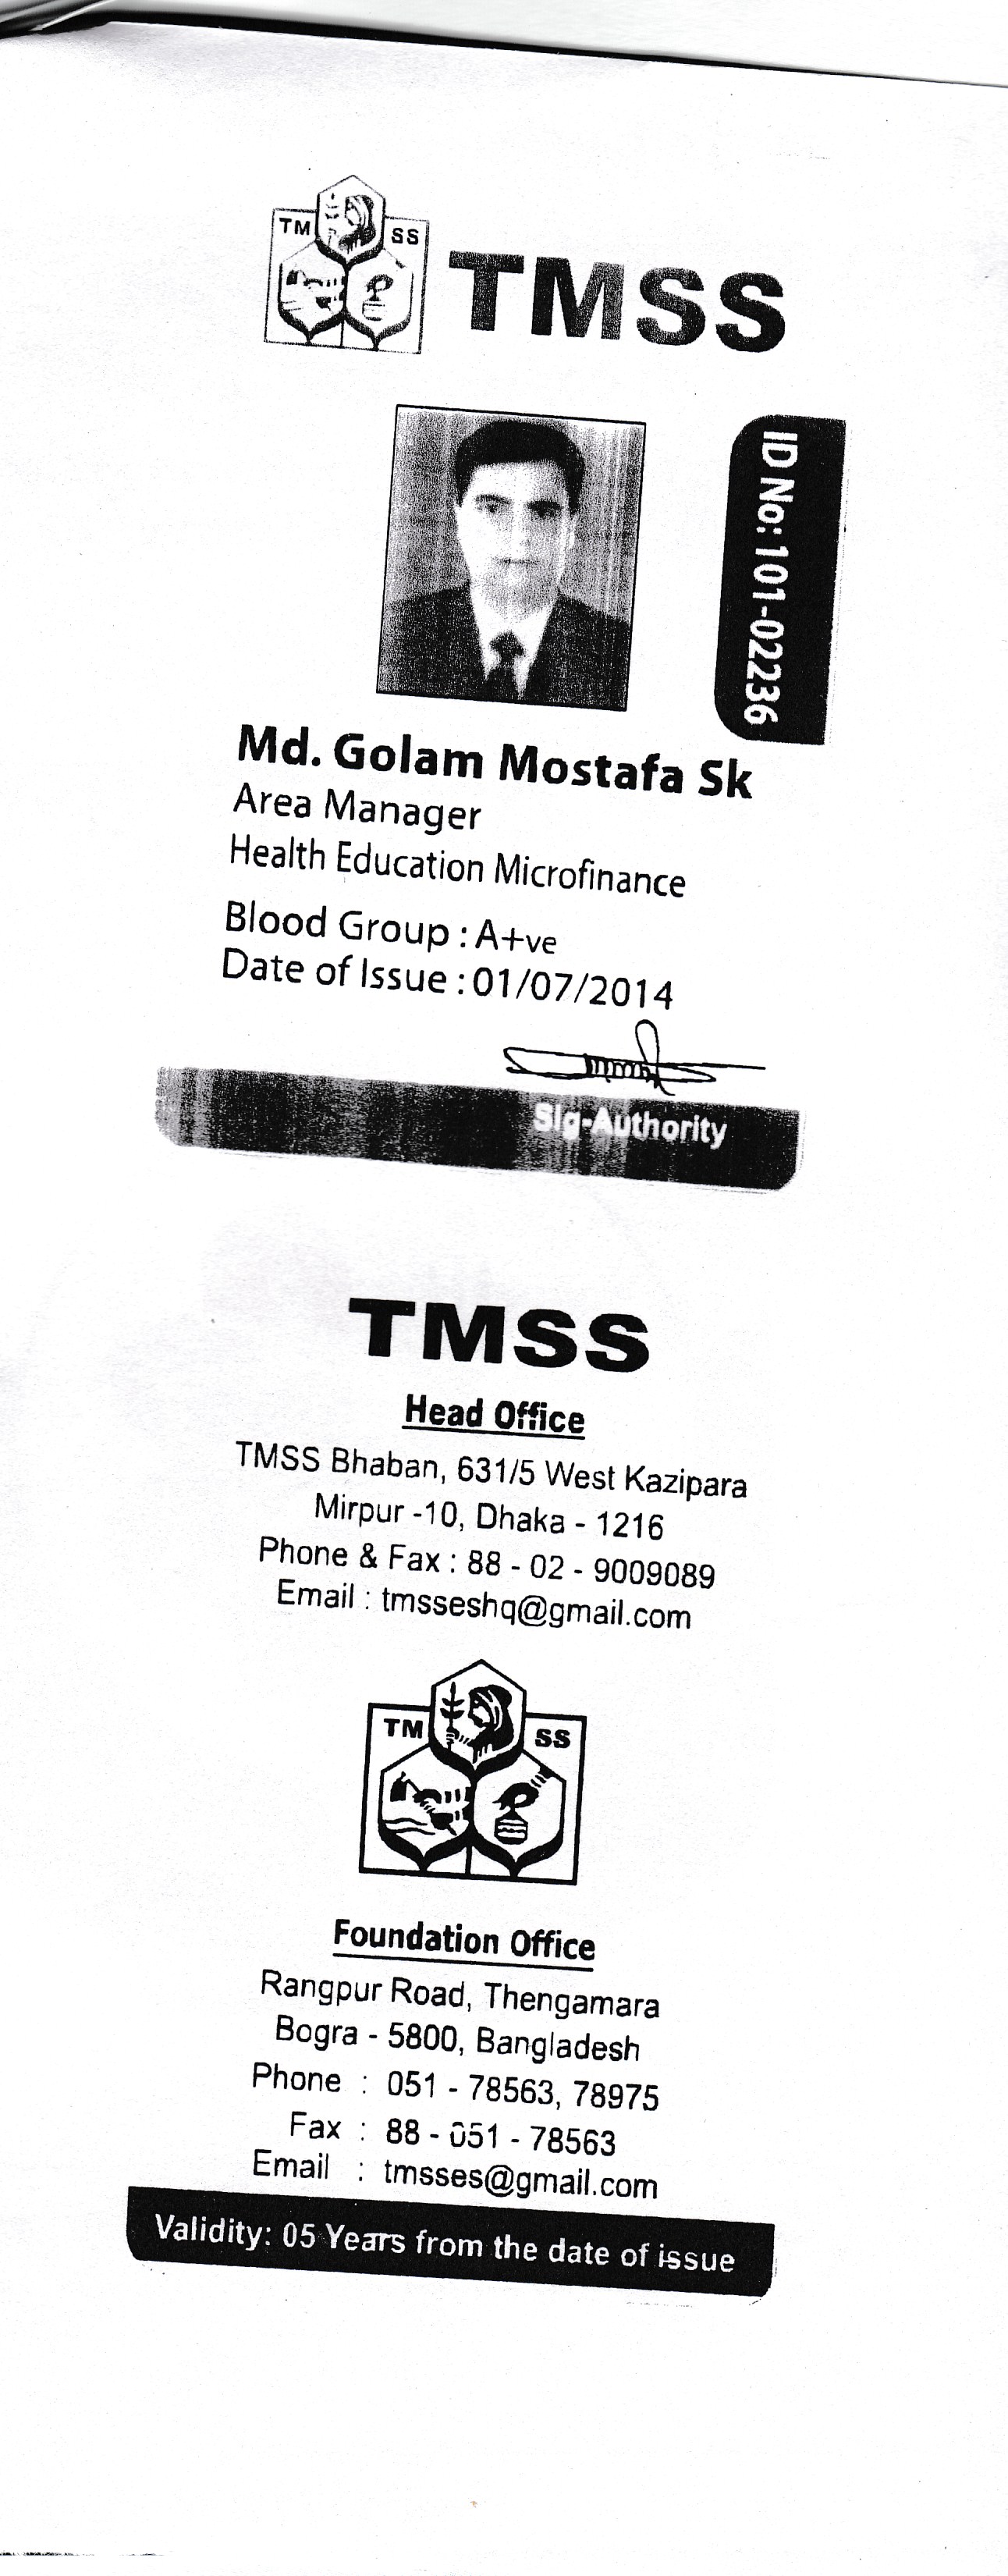 TM SS
TMSS
ID No: 101-02236
Md. Golam Mostafa Sk
Area Manager
Health Education Microfinance
Blood Group : A+ve
Date of Issue : 01/07/2014
Sig-Authority
TMSS
Head Office
TMSS Bhaban, 631/5 West Kazipara
Mirpur -10, Dhaka - 1216
Phone & Fax : 88 - 02 - 9009089
Email : tmsseshq@gmail.com
TM SS
Foundation Office
Rangpur Road, Thengamara
Bogra - 5800, Bangladesh
Phone : 051 - 78563, 78975
Fax : 88 - 051 - 78563
Email : tmsses@gmail.com
Validity: 05 Years from the date of issue